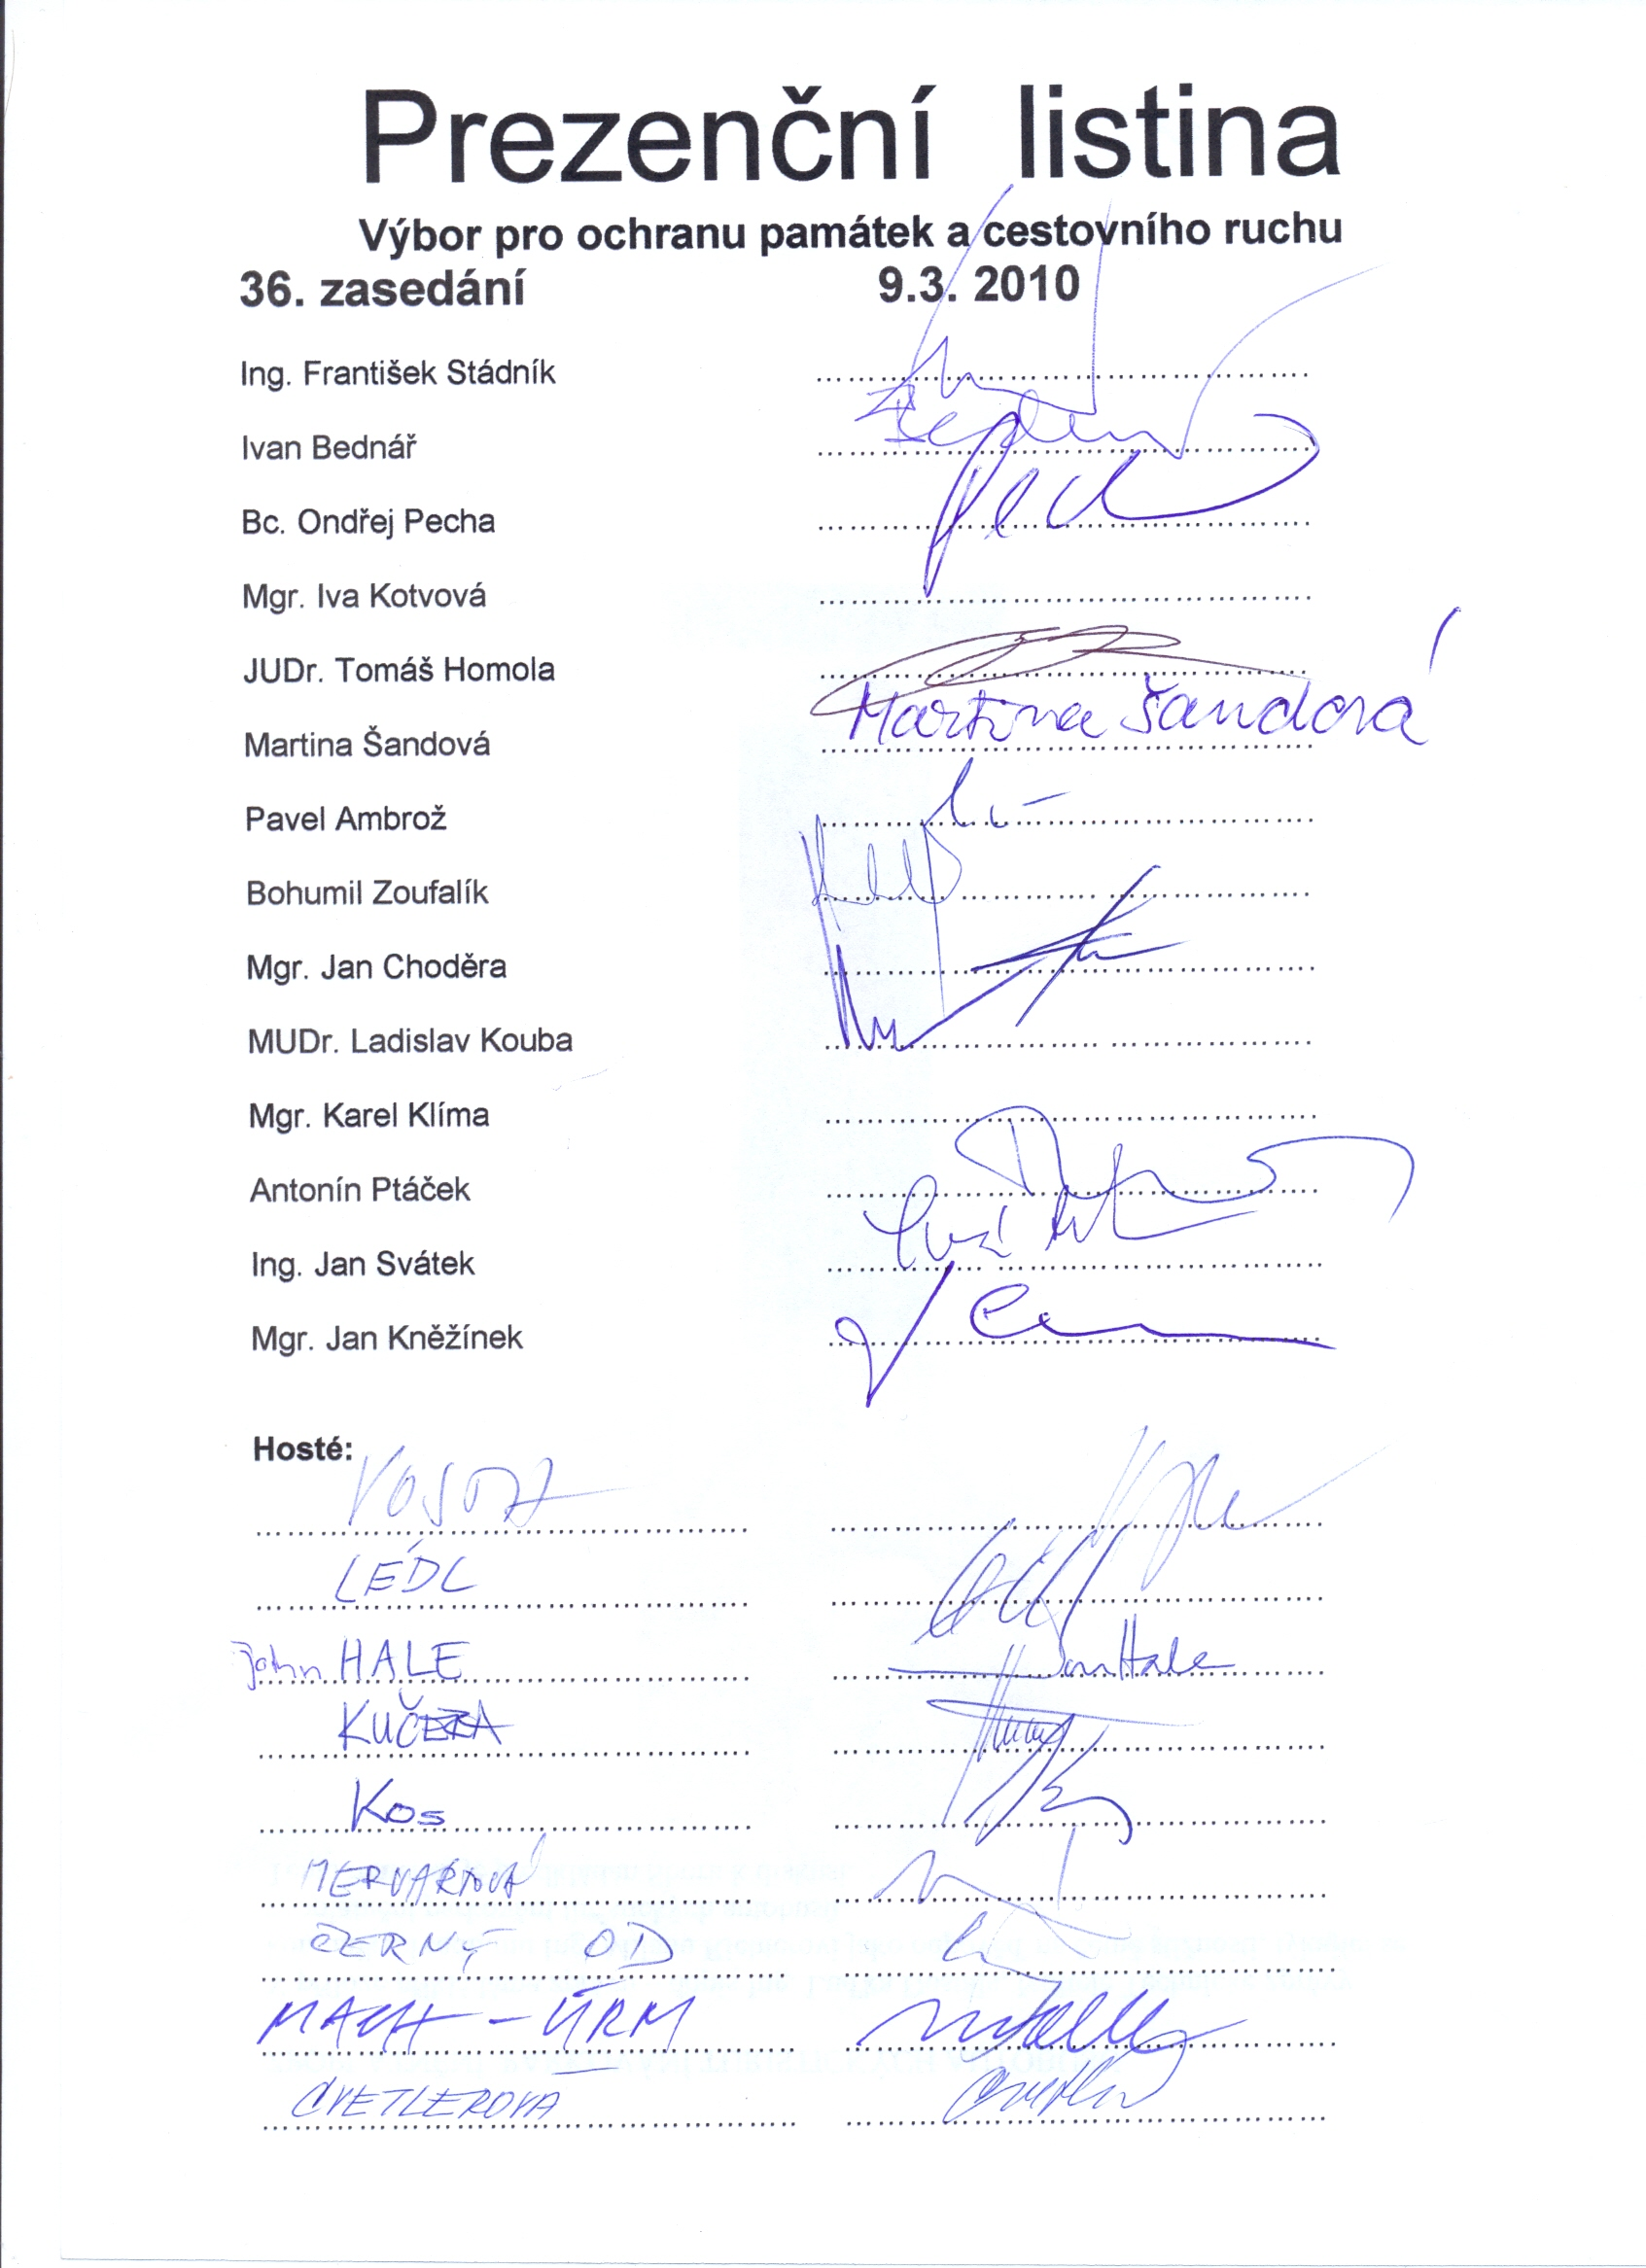 Prezenční listina
Výbor pro ochranu památek a cestovního ruchu
36. zasedání 9.3. 2010
Ing. František Stádník
Ivan Bednář
Bc. Ondřej Pecha
Mgr. Iva Kotvová
JUDr. Tomáš Homola
Martina Šandová Martina Šandová
Pavel Ambrož
Bohumil Zoufalík
Mgr. Jan Choděra
MUDr. Ladislav Kouba
Mgr. Karel Klíma
Antonín Ptáček
Ing. Jan Svátek
Mgr. Jan Kněžínek
Hosté:
LÉDL
John HALE
KUČERA
Kos
ČERNÝ OD
MACH - ÚRM